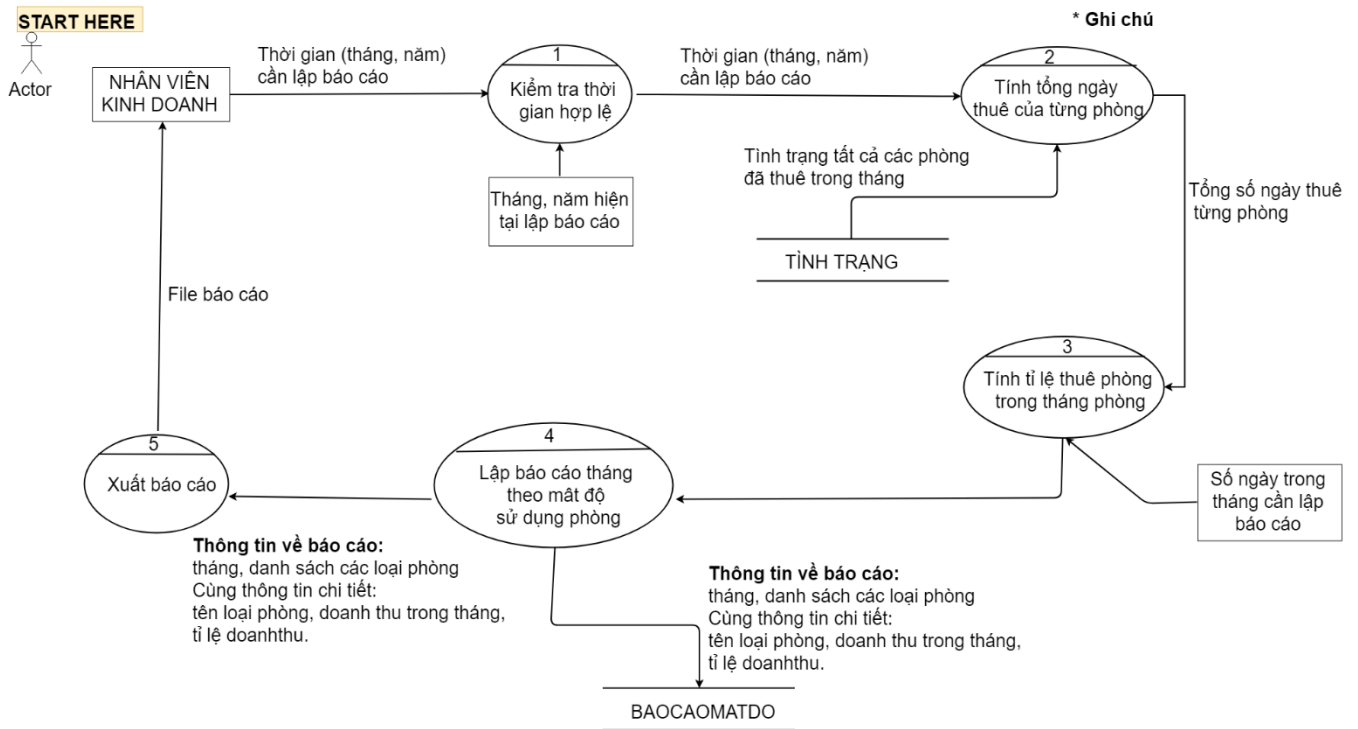 START HERE
Actor
NHÂN VIÊN
KINH DOANH
Thời gian (tháng, năm)
cần lập báo cáo
1
Kiểm tra thời
gian hợp lệ
Tháng, năm hiện
tại lập báo cáo
Thời gian (tháng, năm)
cần lập báo cáo
* Ghi chú
2
Tính tổng ngày
thuê của từng phòng
Tình trạng tất cả các phòng
đã thuê trong tháng
TÌNH TRẠNG
Tổng số ngày thuê
từng phòng
3
Tính tỉ lệ thuê phòng
trong tháng phòng
Số ngày trong
tháng cần lập
báo cáo
4
Lập báo cáo tháng
theo mât độ
sử dụng phòng
5
Xuất báo cáo
File báo cáo
Thông tin về báo cáo:
tháng, danh sách các loại phòng
Cùng thông tin chi tiết:
tên loại phòng, doanh thu trong tháng,
tỉ lệ doanhthu.
Thông tin về báo cáo:
tháng, danh sách các loại phòng
Cùng thông tin chi tiết:
tên loại phòng, doanh thu trong tháng,
tỉ lệ doanhthu.
BAOCAOMATDO